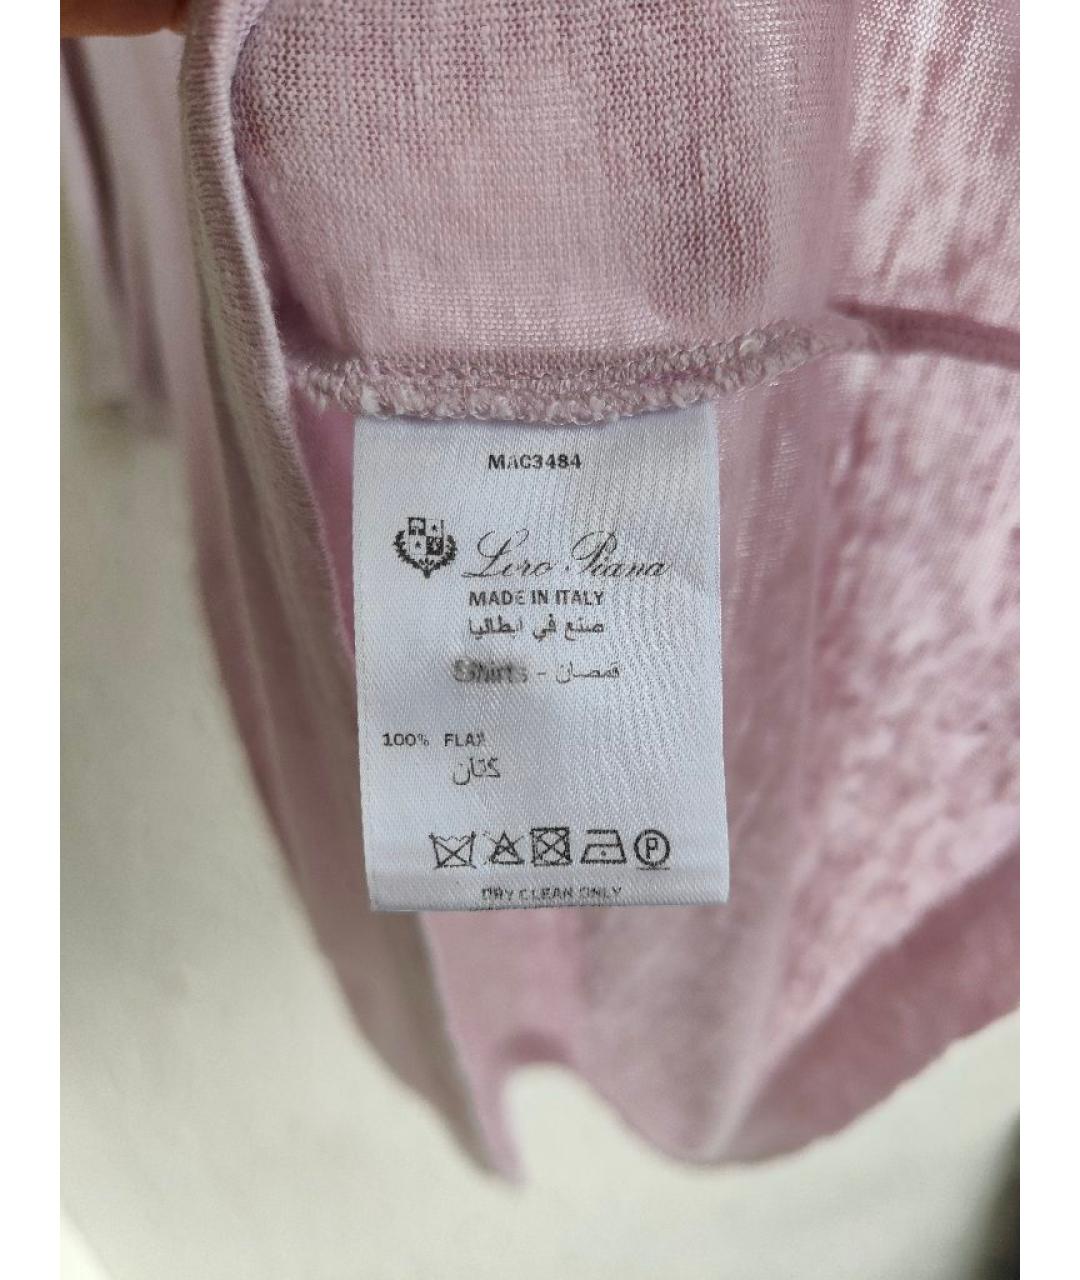 MAC3484
Loro Piana
MADE IN ITALY
صنع في ايطاليا
Shirts - قمصان
100% FLAX
كتان
P
DRY CLEAN ONLY